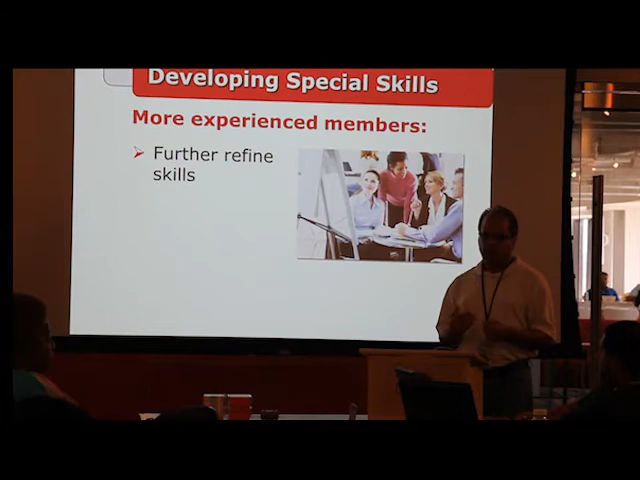 Developing Special Skills
More experienced members:
Further refine
skills